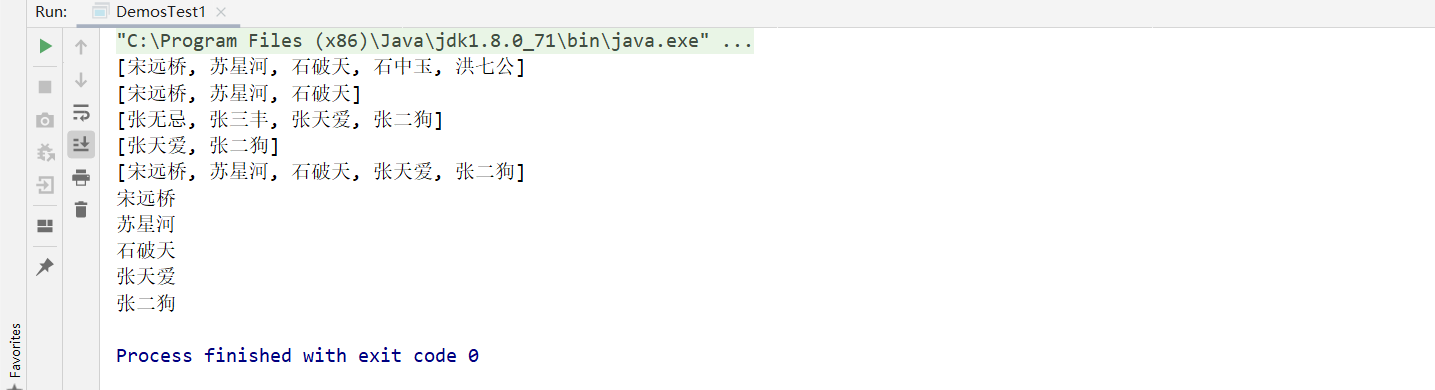 Run: DemosTest1
"C:\Program Files (x86)\Java\jdk1.8.0_71\bin\java.exe" ...
[宋远桥, 苏星河, 石破天, 石中玉, 洪七公]
[宋远桥, 苏星河, 石破天]
[张无忌, 张三丰, 张天爱, 张二狗]
[张天爱, 张二狗]
[宋远桥, 苏星河, 石破天, 张天爱, 张二狗]
宋远桥
苏星河
石破天
张天爱
张二狗
Process finished with exit code 0
Favorites